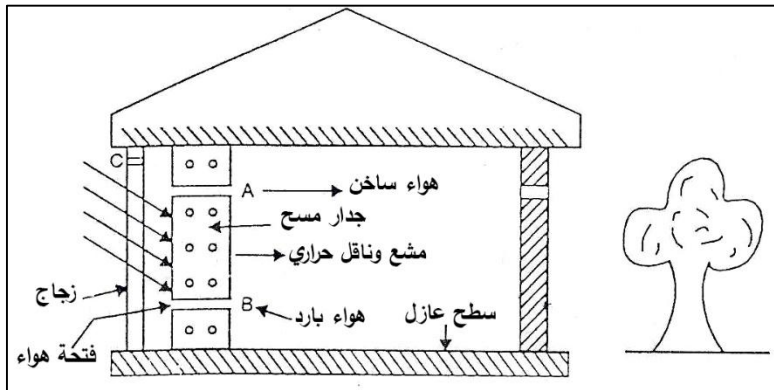 C
A
هواء ساخن
جدار مسح
مشع وناقل حراري
زجاج
B
هواء بارد
سطح عازل
فتحة هواء